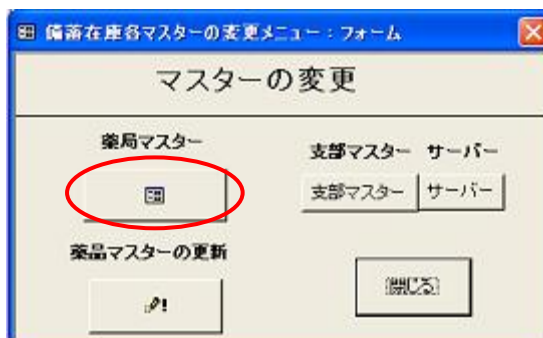 備蓄在庫各マスターの変更メニュー：フォーム
マスターの変更
薬局マスター
支部マスター サーバー
支部マスター サーバー
薬品マスターの更新
閉じる